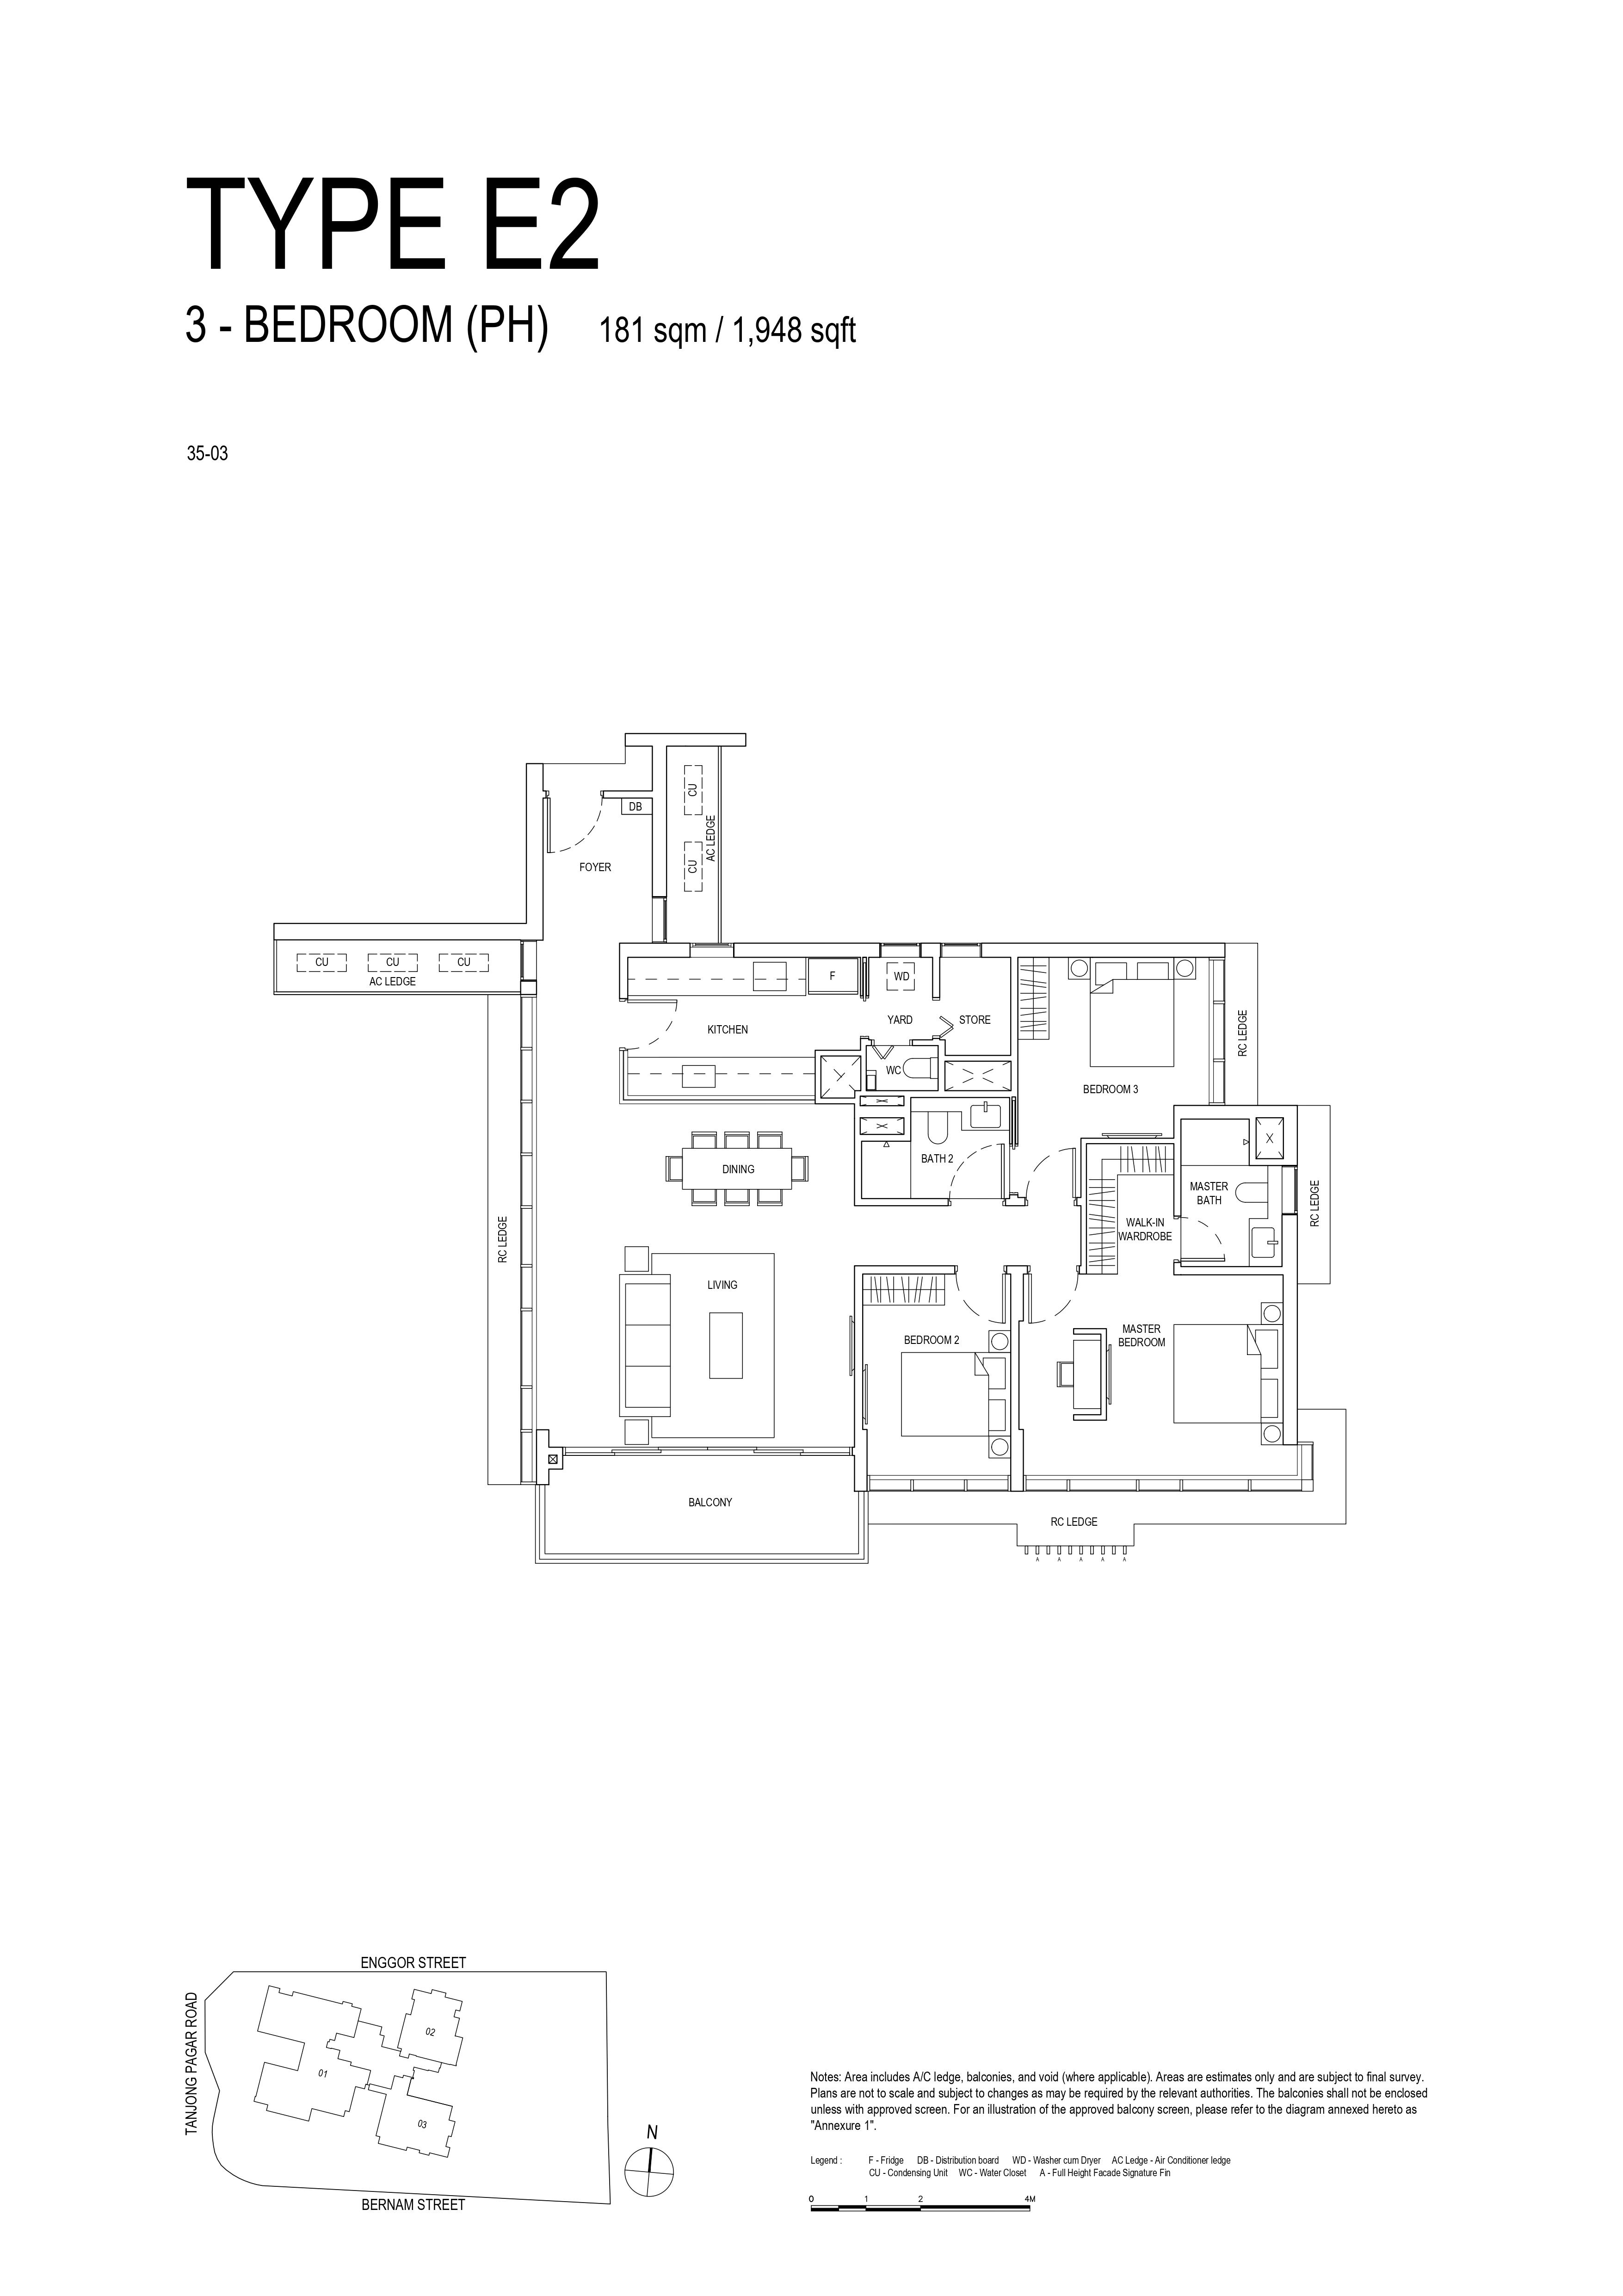 TYPE E2
3 - BEDROOM (PH) 181 sqm / 1,948 sqft
35-03
CU
DB
AC LEDGE
CU
FOYER
CU CU CU
AC LEDGE
F
WD
KITCHEN
YARD
STORE
RC LEDGE
WC
BEDROOM 3
BATH 2
DINING
MASTER
BATH
RC LEDGE
WALK-IN
WARDROBE
RC LEDGE
LIVING
BEDROOM 2
MASTER
BEDROOM
BALCONY
RC LEDGE
A A A A A
ENGGOR STREET
TANJONG PAGAR ROAD
02
01
03
BERNAM STREET
N
Notes: Area includes A/C ledge, balconies, and void (where applicable). Areas are estimates only and are subject to final survey.
Plans are not to scale and subject to changes as may be required by the relevant authorities. The balconies shall not be enclosed
unless with approved screen. For an illustration of the approved balcony screen, please refer to the diagram annexed hereto as
"Annexure 1".
Legend : F - Fridge DB - Distribution board WD - Washer cum Dryer AC Ledge - Air Conditioner ledge
CU - Condensing Unit WC - Water Closet A - Full Height Facade Signature Fin
0 1 2 4M